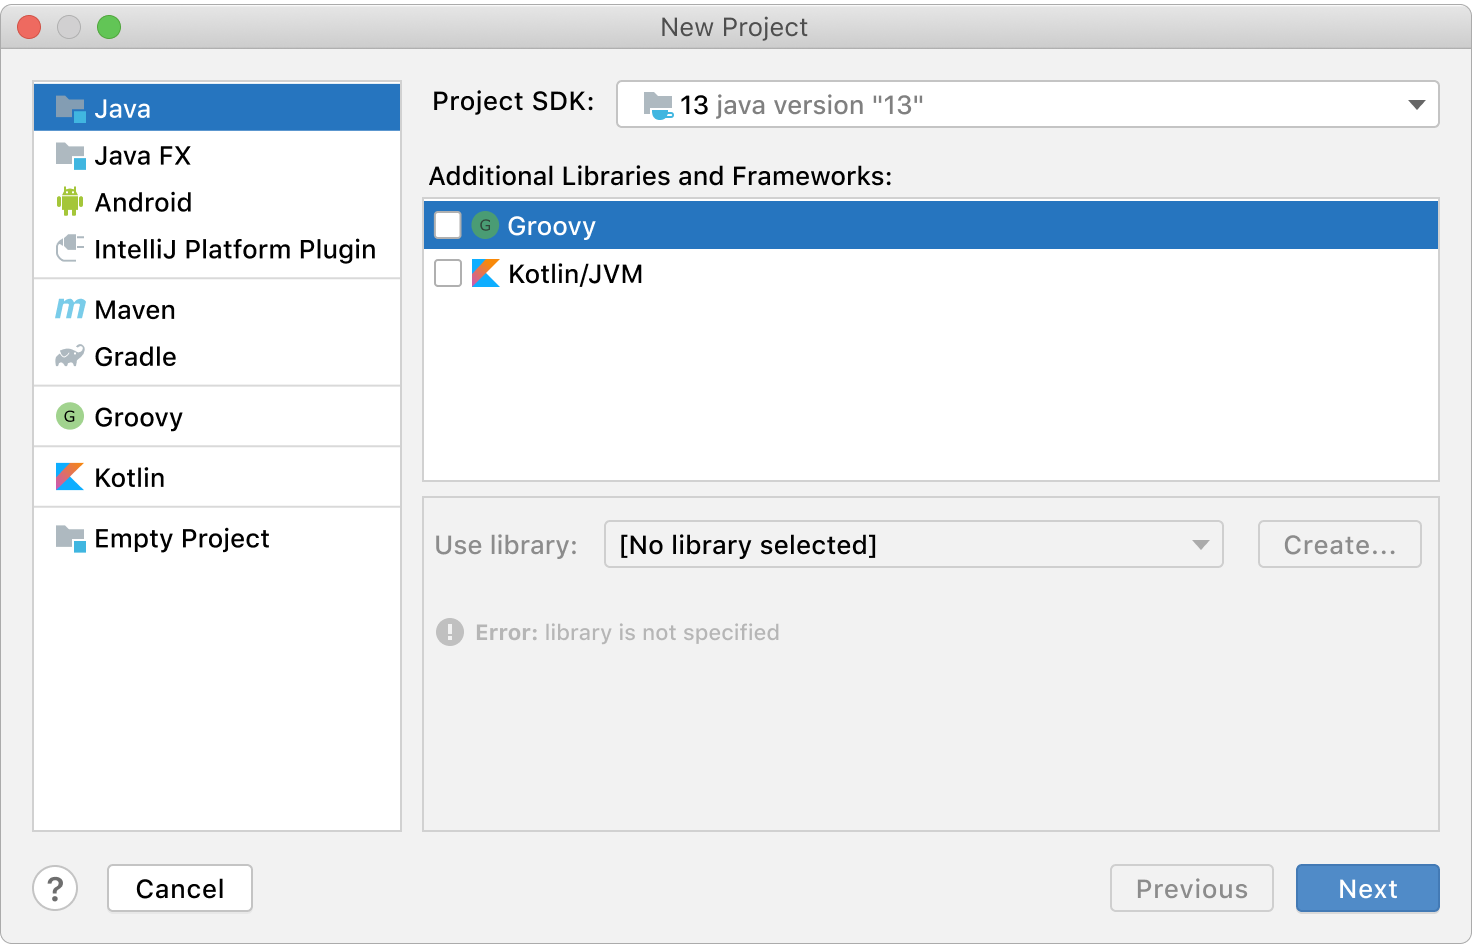 New Project
Java
Java FX
Android
IntelliJ Platform Plugin
m Maven
Gradle
G Groovy
Kotlin
Empty Project
Project SDK: 13 java version "13"
Additional Libraries and Frameworks:
G Groovy
Kotlin/JVM
Use library: [No library selected] Create...
! Error: library is not specified
? Cancel Previous Next